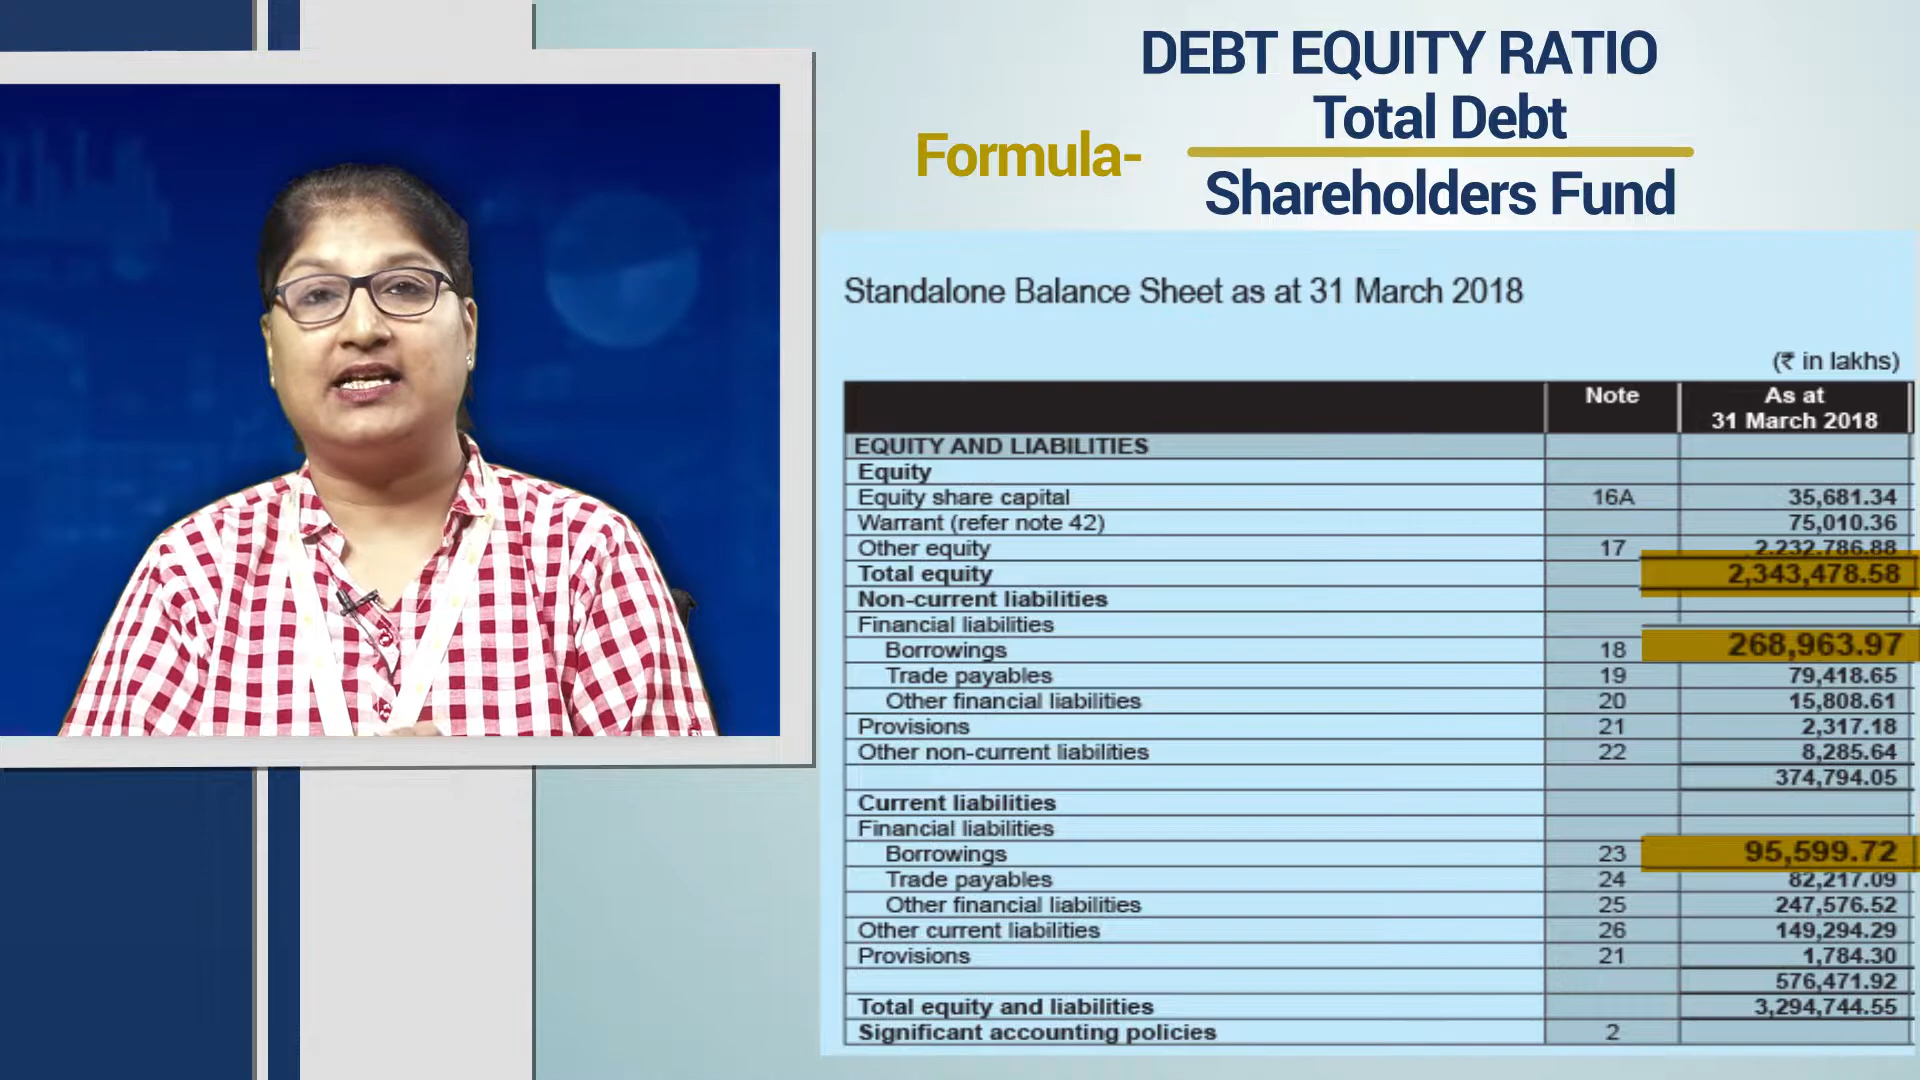 DEBT EQUITY RATIO
Formula-
Total Debt
Shareholders Fund
Standalone Balance Sheet as at 31 March 2018
(₹ in lakhs)
Note As at 31 March 2018
EQUITY AND LIABILITIES
Equity
Equity share capital 16A 35,681.34
Warrant (refer note 42) 75,010.36
Other equity 17 2,232,786.88
Total equity 2,343,478.58
Non-current liabilities
Financial liabilities
Borrowings 18 268,963.97
Trade payables 19 79,418.65
Other financial liabilities 20 15,808.61
Provisions 21 2,317.18
Other non-current liabilities 22 8,285.64
374,794.05
Current liabilities
Financial liabilities
Borrowings 23 95,599.72
Trade payables 24 82,217.09
Other financial liabilities 25 247,576.52
Other current liabilities 26 149,294.29
Provisions 21 1,784.30
576,471.92
Total equity and liabilities 3,294,744.55
Significant accounting policies 2